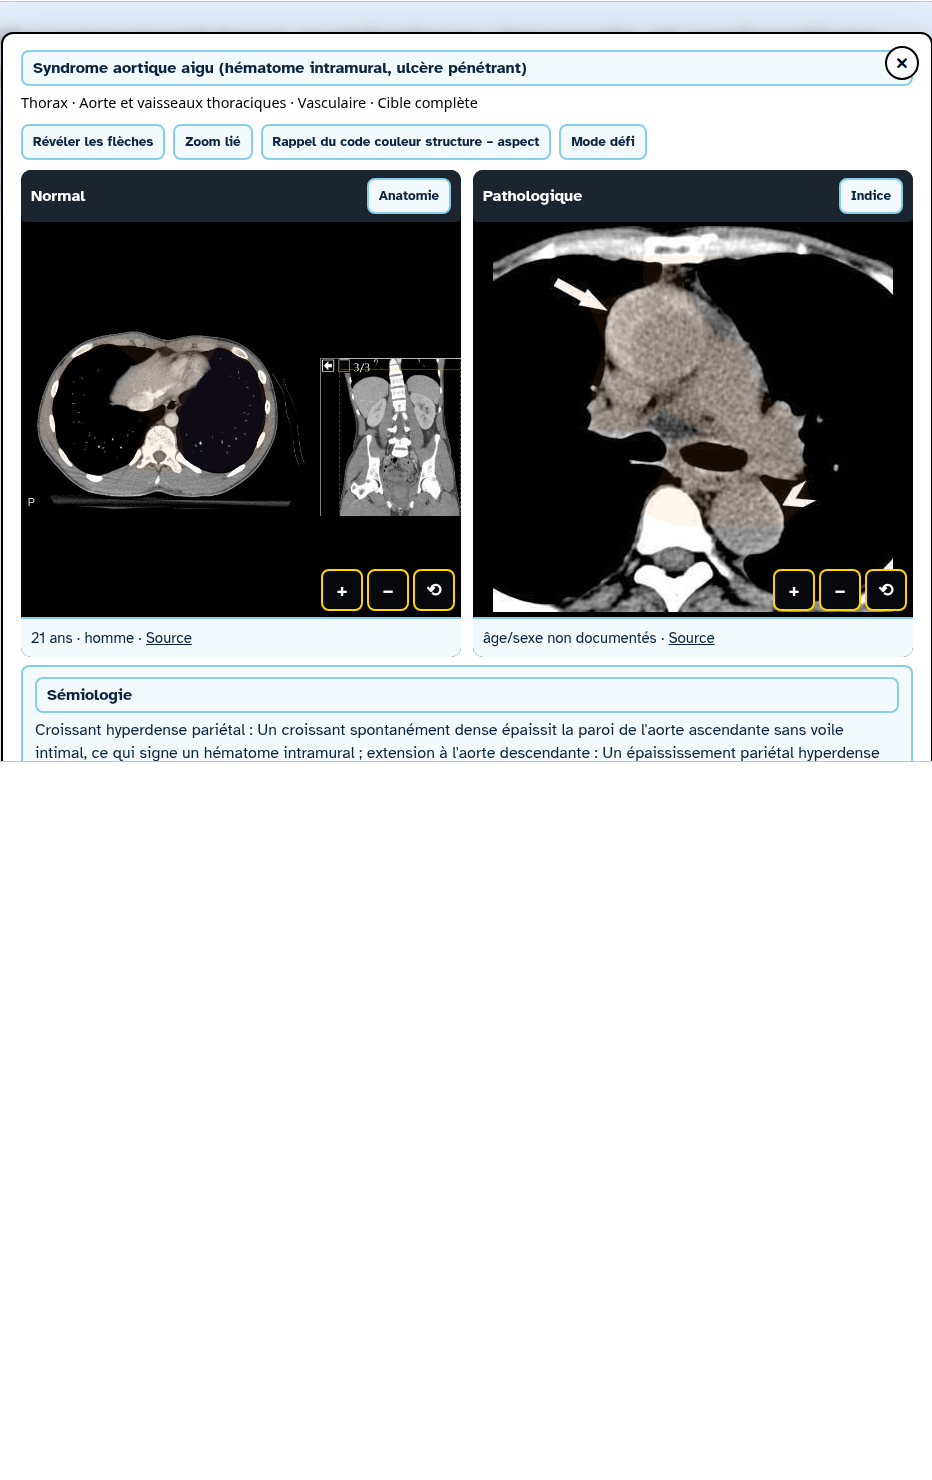 Syndrome aortique aigu (hématome intramural, ulcère pénétrant)
✕
Thorax · Aorte et vaisseaux thoraciques · Vasculaire · Cible complète
Révéler les flèches
Zoom lié
Rappel du code couleur structure – aspect
Mode défi
Normal
Anatomie
Pathologique
Indice
3/3
P
+
–
⟲
+
–
⟲
21 ans · homme · Source
âge/sexe non documentés · Source
Sémiologie
Croissant hyperdense pariétal : Un croissant spontanément dense épaissit la paroi de l'aorte ascendante sans voile
intimal, ce qui signe un hématome intramural ; extension à l'aorte descendante : Un épaississement pariétal hyperdense